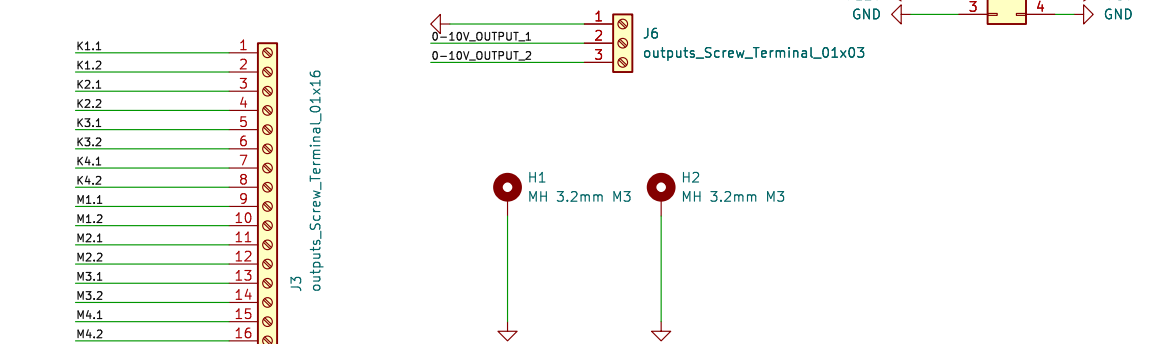 K1.1 1
K1.2 2
K2.1 3
K2.2 4
K3.1 5
K3.2 6
K4.1 7
K4.2 8
M1.1 9
M1.2 10
M2.1 11
M2.2 12
M3.1 13
M3.2 14
M4.1 15
M4.2 16
J3
outputs_Screw_Terminal_01x16
1
0-10V_OUTPUT_1 2
0-10V_OUTPUT_2 3
J6
outputs_Screw_Terminal_01x03
H1
MH 3.2mm M3
H2
MH 3.2mm M3
GND 3 4 GND